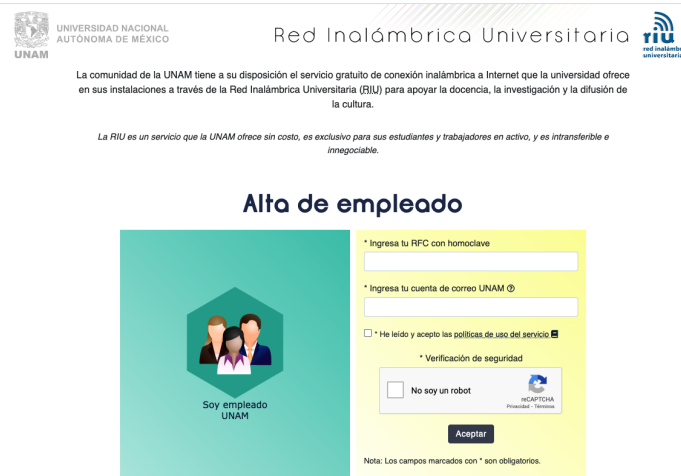 UNIVERSIDAD NACIONAL
AUTÓNOMA DE MÉXICO
UNAM
Red Inalámbrica Universitaria
riu
red inalámbrica
universitaria
La comunidad de la UNAM tiene a su disposición el servicio gratuito de conexión inalámbrica a Internet que la universidad ofrece
en sus instalaciones a través de la Red Inalámbrica Universitaria (RIU) para apoyar la docencia, la investigación y la difusión de
la cultura.
La RIU es un servicio que la UNAM ofrece sin costo, es exclusivo para sus estudiantes y trabajadores en activo, y es intransferible e
innegociable.
Alta de empleado
Soy empleado
UNAM
* Ingresa tu RFC con homoclave
* Ingresa tu cuenta de correo UNAM
* He leído y acepto las políticas de uso del servicio
* Verificación de seguridad
No soy un robot
reCAPTCHA
Privacidad - Términos
Aceptar
Nota: Los campos marcados con * son obligatorios.